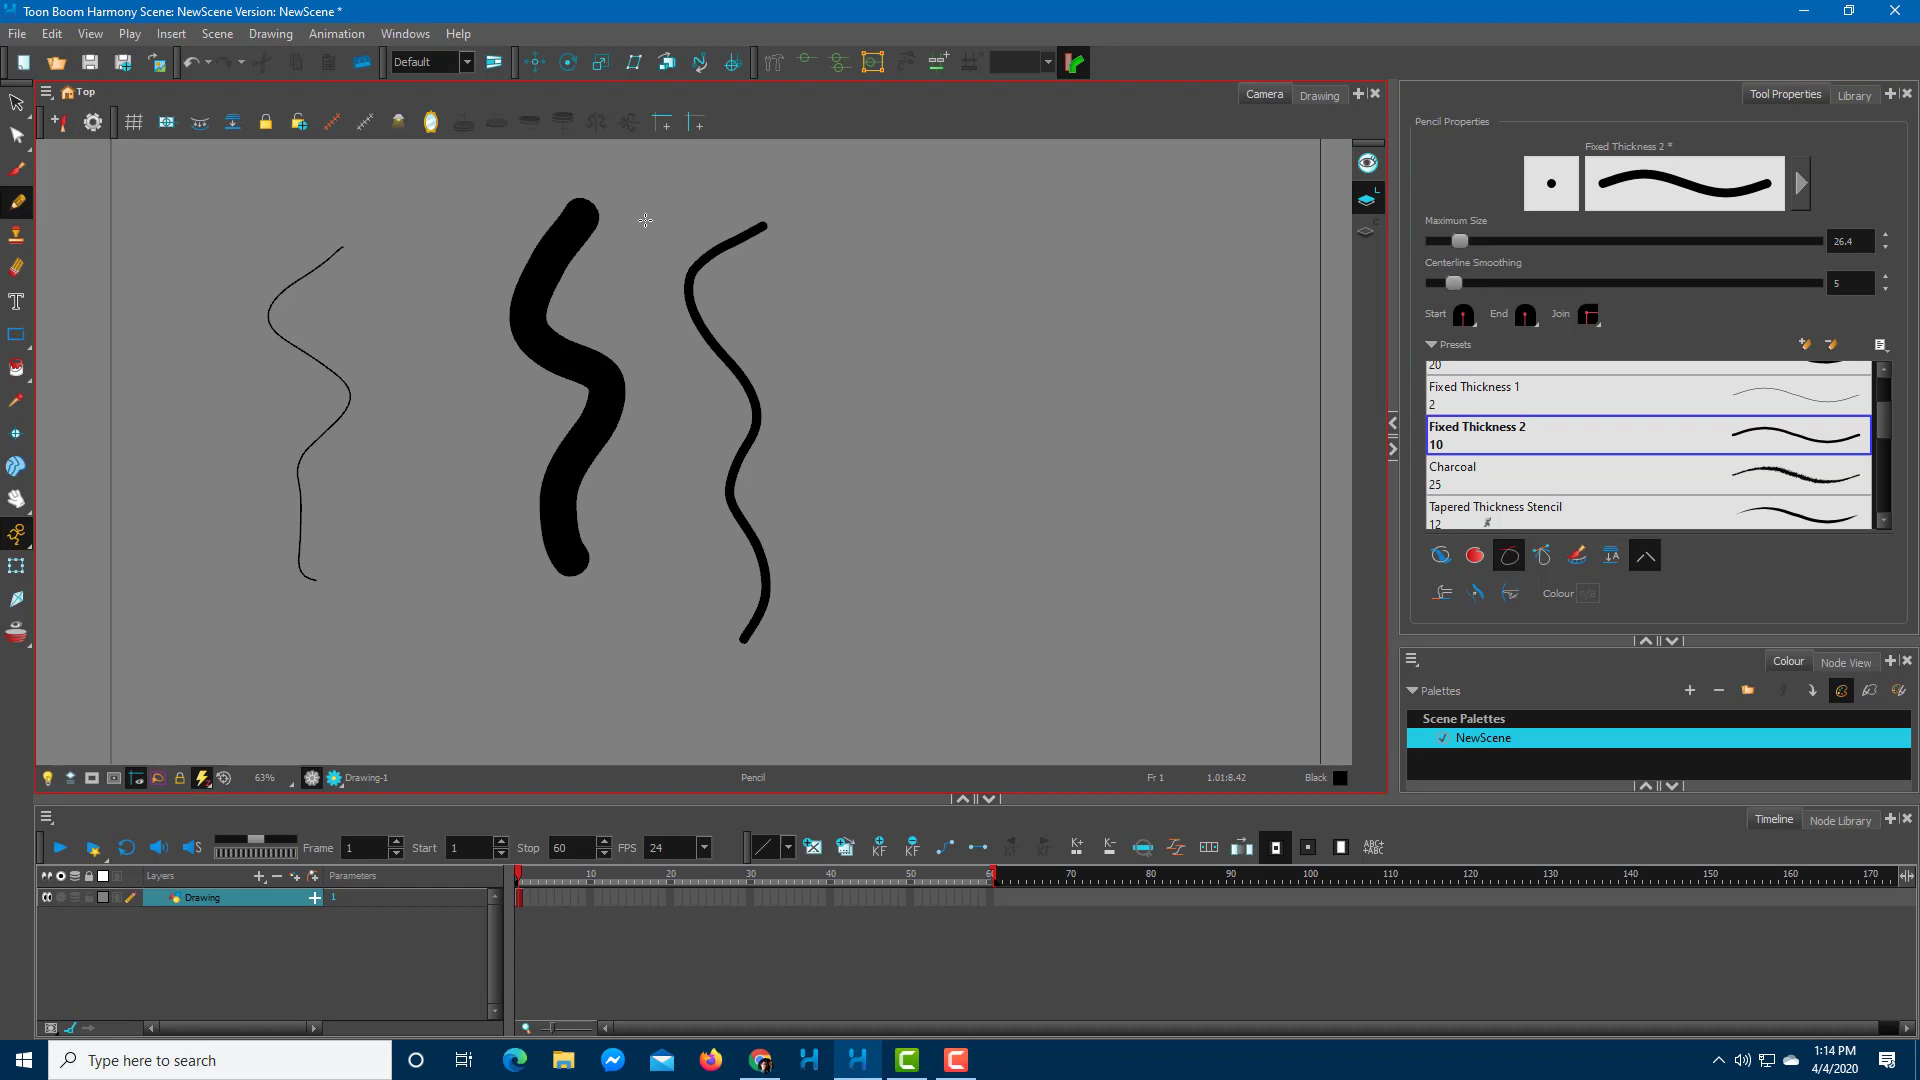 Toon Boom Harmony Scene: NewScene Version: NewScene *
File Edit View Play Insert Scene Drawing Animation Windows Help
Default
Top
Camera Drawing
Tool Properties Library
Pencil Properties
Fixed Thickness 2 *
Maximum Size
26.4
Centerline Smoothing
5
Start End Join
Presets
20
Fixed Thickness 1
2
Fixed Thickness 2
10
Charcoal
25
Tapered Thickness Stencil
12
Colour n/a
Colour Node View
Palettes
Scene Palettes
NewScene
63% Drawing-1 Pencil Fr 1 1.01:8.42 Black
Timeline Node Library
Frame 1 Start 1 Stop 60 FPS 24
KF KF K+ K- ABC+ ABC
Layers Parameters
10 20 30 40 50 60 70 80 90 100 110 120 130 140 150 160 170
Drawing 1
Type here to search
1:14 PM
4/4/2020